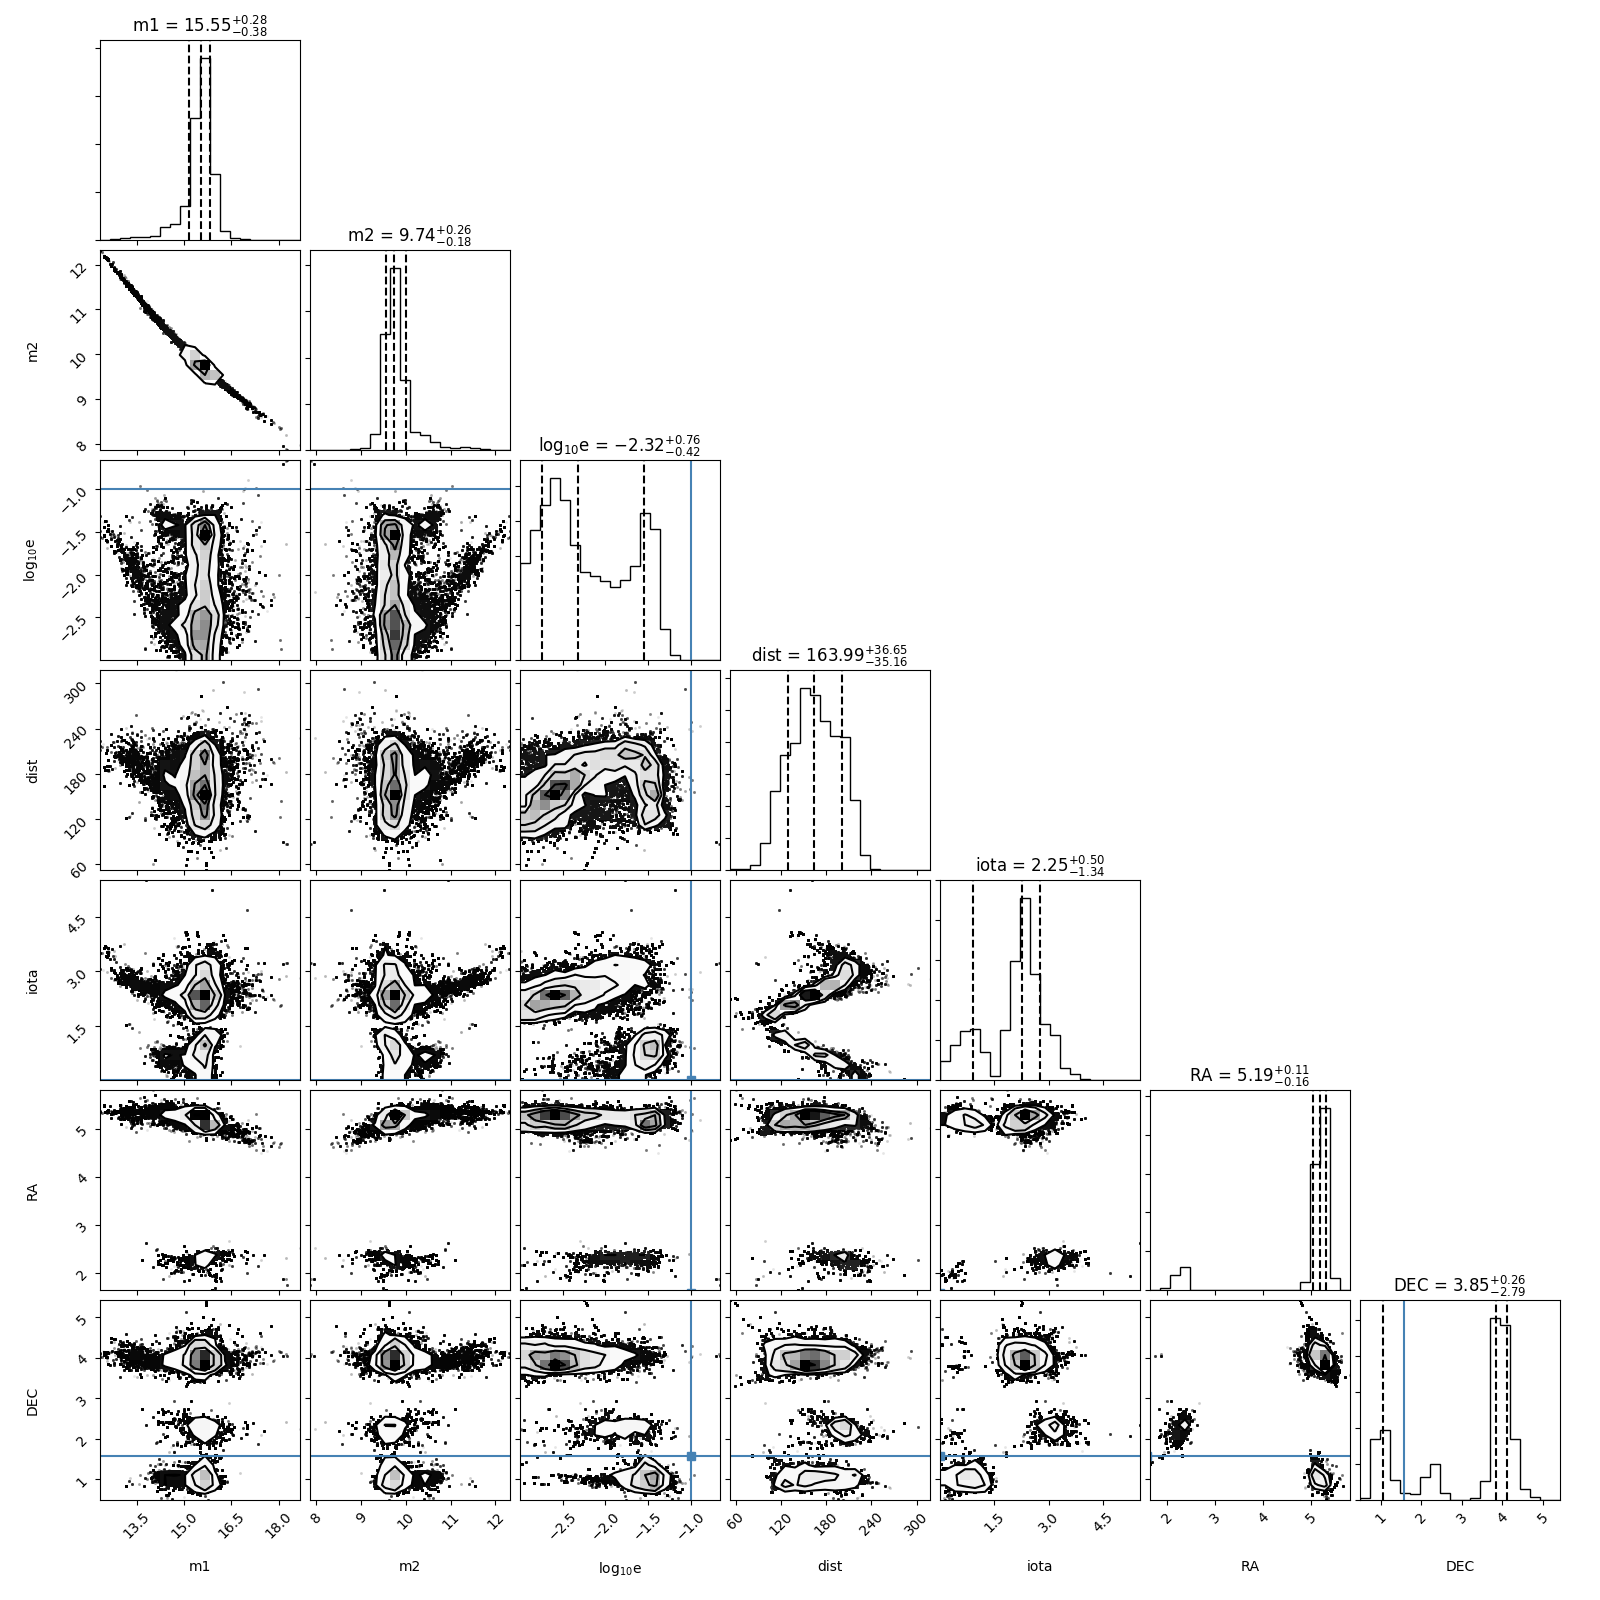 m1 = 15.55+0.28−0.38
m2 = 9.74+0.26−0.18
12
11
10
9
8
m2
log10e = −2.32+0.76−0.42
−1.0
−1.5
−2.0
−2.5
log10e
dist = 163.99+36.65−35.16
300
240
180
120
60
dist
iota = 2.25+0.50−1.34
4.5
3.0
1.5
iota
RA = 5.19+0.11−0.16
5
4
3
2
RA
DEC = 3.85+0.26−2.79
5
4
3
2
1
DEC
13.5 15.0 16.5 18.0 8 9 10 11 12 −2.5 −2.0 −1.5 −1.0 60 120 180 240 300 1.5 3.0 4.5 2 3 4 5 1 2 3 4 5
m1 m2 log10e dist iota RA DEC